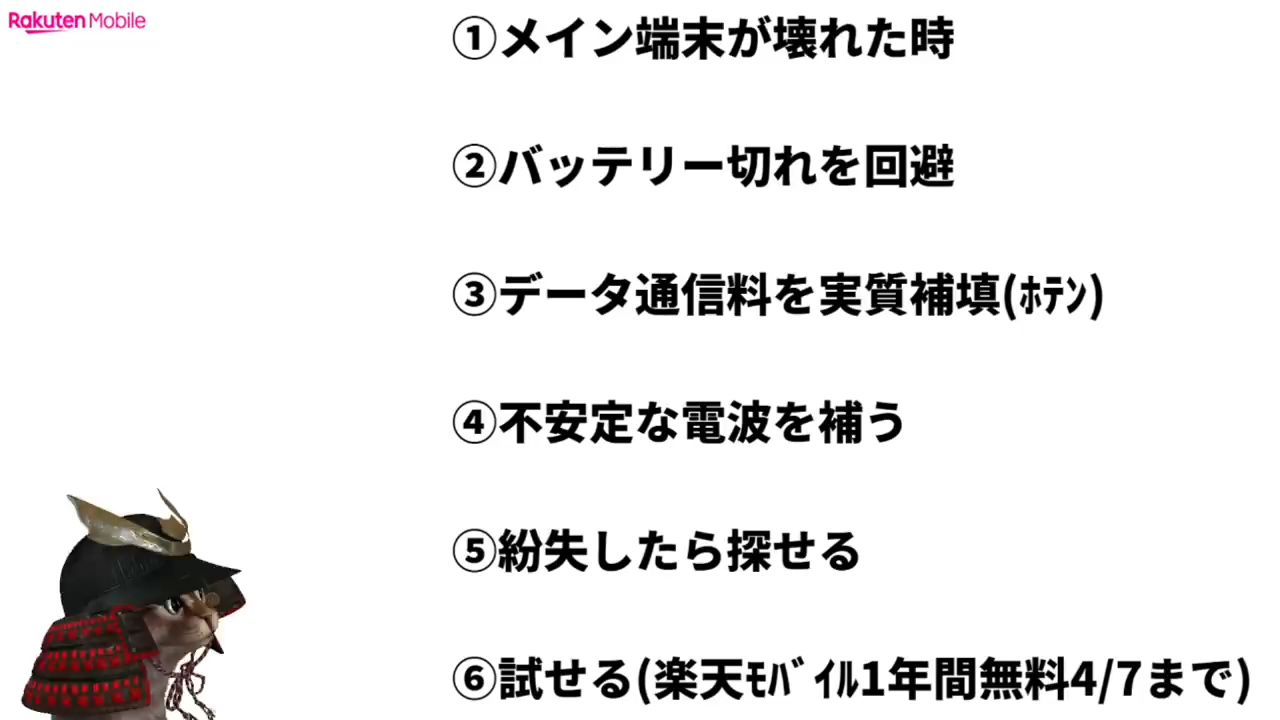 Rakuten Mobile
①メイン端末が壊れた時
②バッテリー切れを回避
③データ通信料を実質補填(ﾎﾃﾝ)
④不安定な電波を補う
⑤紛失したら探せる
⑥試せる(楽天ﾓﾊﾞｲﾙ1年間無料4/7まで)